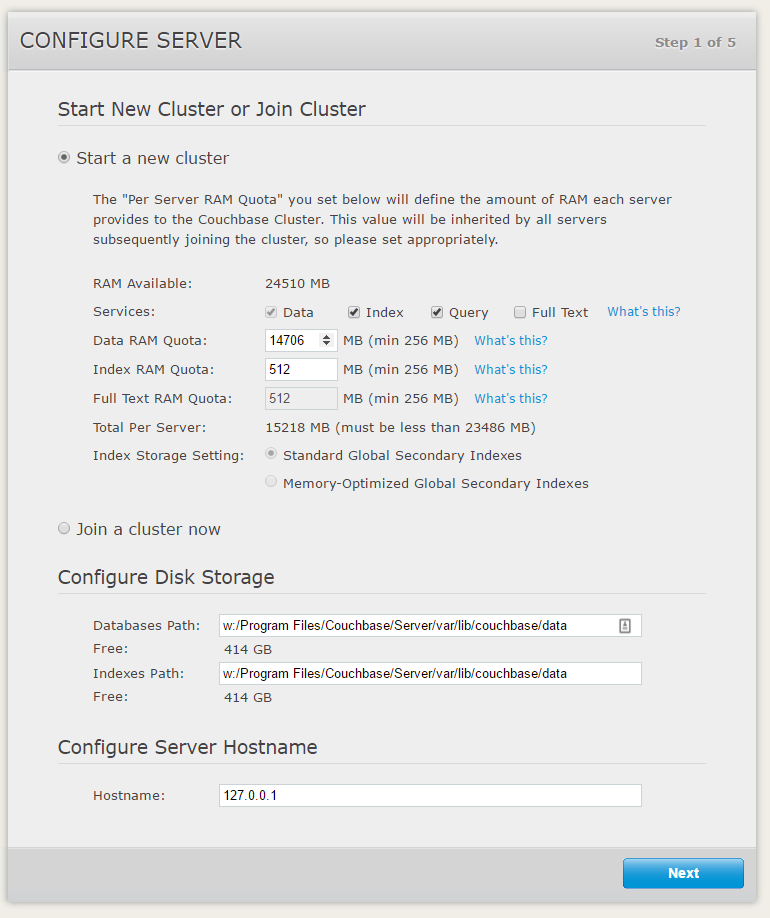 CONFIGURE SERVER
Step 1 of 5
Start New Cluster or Join Cluster
Start a new cluster
The "Per Server RAM Quota" you set below will define the amount of RAM each server
provides to the Couchbase Cluster. This value will be inherited by all servers
subsequently joining the cluster, so please set appropriately.
RAM Available: 24510 MB
Services: Data Index Query Full Text What's this?
Data RAM Quota: 14706 MB (min 256 MB) What's this?
Index RAM Quota: 512 MB (min 256 MB) What's this?
Full Text RAM Quota: 512 MB (min 256 MB) What's this?
Total Per Server: 15218 MB (must be less than 23486 MB)
Index Storage Setting: Standard Global Secondary Indexes
Memory-Optimized Global Secondary Indexes
Join a cluster now
Configure Disk Storage
Databases Path: w:/Program Files/Couchbase/Server/var/lib/couchbase/data
Free: 414 GB
Indexes Path: w:/Program Files/Couchbase/Server/var/lib/couchbase/data
Free: 414 GB
Configure Server Hostname
Hostname: 127.0.0.1
Next